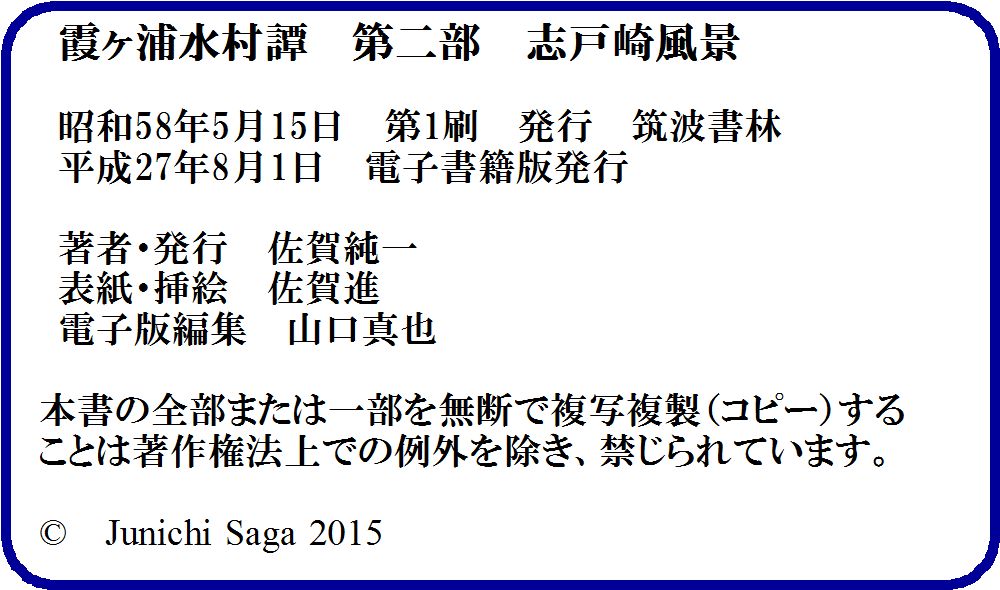 霞ヶ浦水村譚　第二部　志戸崎風景
昭和58年5月15日　第1刷　発行　筑波書林
平成27年8月1日　電子書籍版発行
著者・発行　佐賀純一
表紙・挿絵　佐賀進
電子版編集　山口真也
本書の全部または一部を無断で複写複製（コピー）する
ことは著作権法上での例外を除き、禁じられています。
©　Junichi Saga 2015